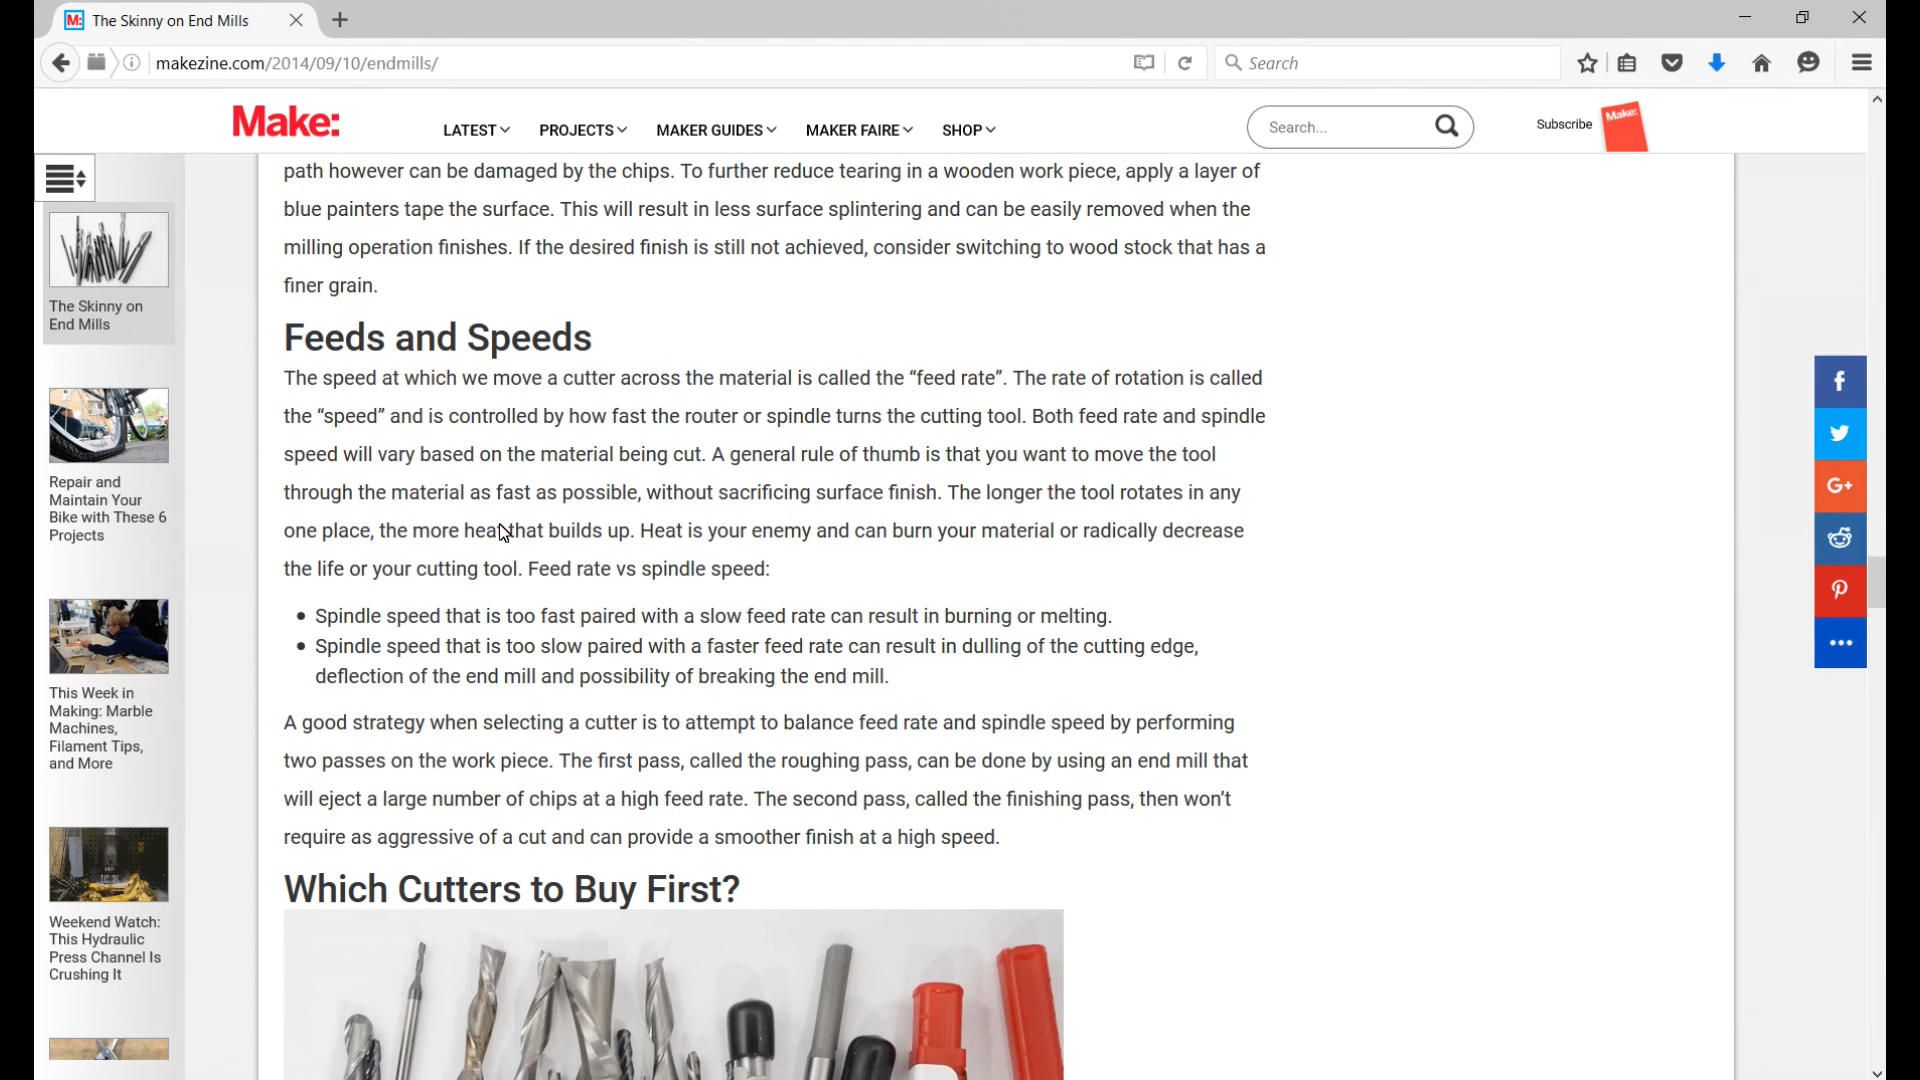 M: The Skinny on End Mills
makezine.com/2014/09/10/endmills/
Search
Make:
LATEST
PROJECTS
MAKER GUIDES
MAKER FAIRE
SHOP
Search...
Subscribe
Make:
The Skinny on
End Mills
Repair and
Maintain Your
Bike with These 6
Projects
This Week in
Making: Marble
Machines,
Filament Tips,
and More
Weekend Watch:
This Hydraulic
Press Channel Is
Crushing It
path however can be damaged by the chips. To further reduce tearing in a wooden work piece, apply a layer of
blue painters tape the surface. This will result in less surface splintering and can be easily removed when the
milling operation finishes. If the desired finish is still not achieved, consider switching to wood stock that has a
finer grain.
Feeds and Speeds
The speed at which we move a cutter across the material is called the “feed rate”. The rate of rotation is called
the “speed” and is controlled by how fast the router or spindle turns the cutting tool. Both feed rate and spindle
speed will vary based on the material being cut. A general rule of thumb is that you want to move the tool
through the material as fast as possible, without sacrificing surface finish. The longer the tool rotates in any
one place, the more heat that builds up. Heat is your enemy and can burn your material or radically decrease
the life or your cutting tool. Feed rate vs spindle speed:
• Spindle speed that is too fast paired with a slow feed rate can result in burning or melting.
• Spindle speed that is too slow paired with a faster feed rate can result in dulling of the cutting edge,
deflection of the end mill and possibility of breaking the end mill.
A good strategy when selecting a cutter is to attempt to balance feed rate and spindle speed by performing
two passes on the work piece. The first pass, called the roughing pass, can be done by using an end mill that
will eject a large number of chips at a high feed rate. The second pass, called the finishing pass, then won’t
require as aggressive of a cut and can provide a smoother finish at a high speed.
Which Cutters to Buy First?
f
G+